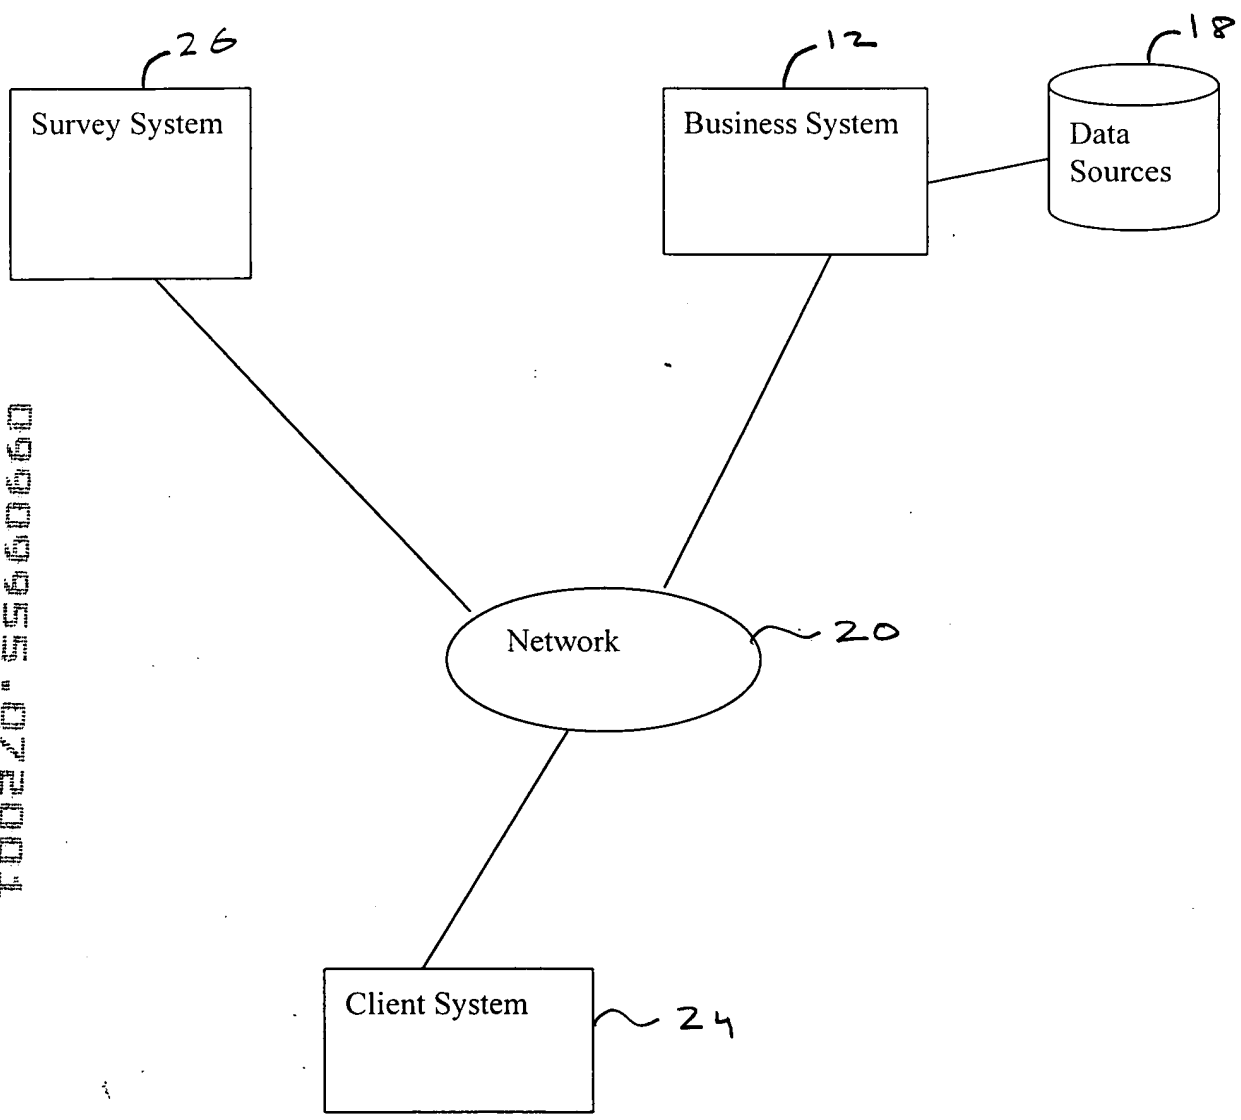 26
12
18
Survey System
Business System
Data
Sources
Network
20
Client System
24